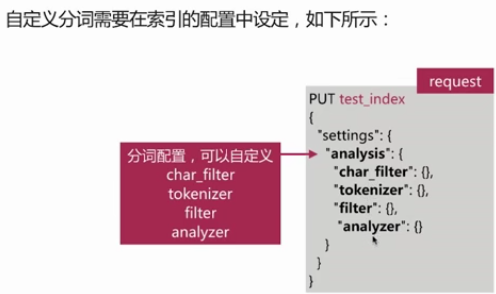 自定义分词需要在索引的配置中设定，如下所示：
request
PUT test_index
{
"settings": {
"analysis": {
"char_filter": {},
"tokenizer": {},
"filter": {},
"analyzer": {}
}
}
}
分词配置，可以自定义
char_filter
tokenizer
filter
analyzer